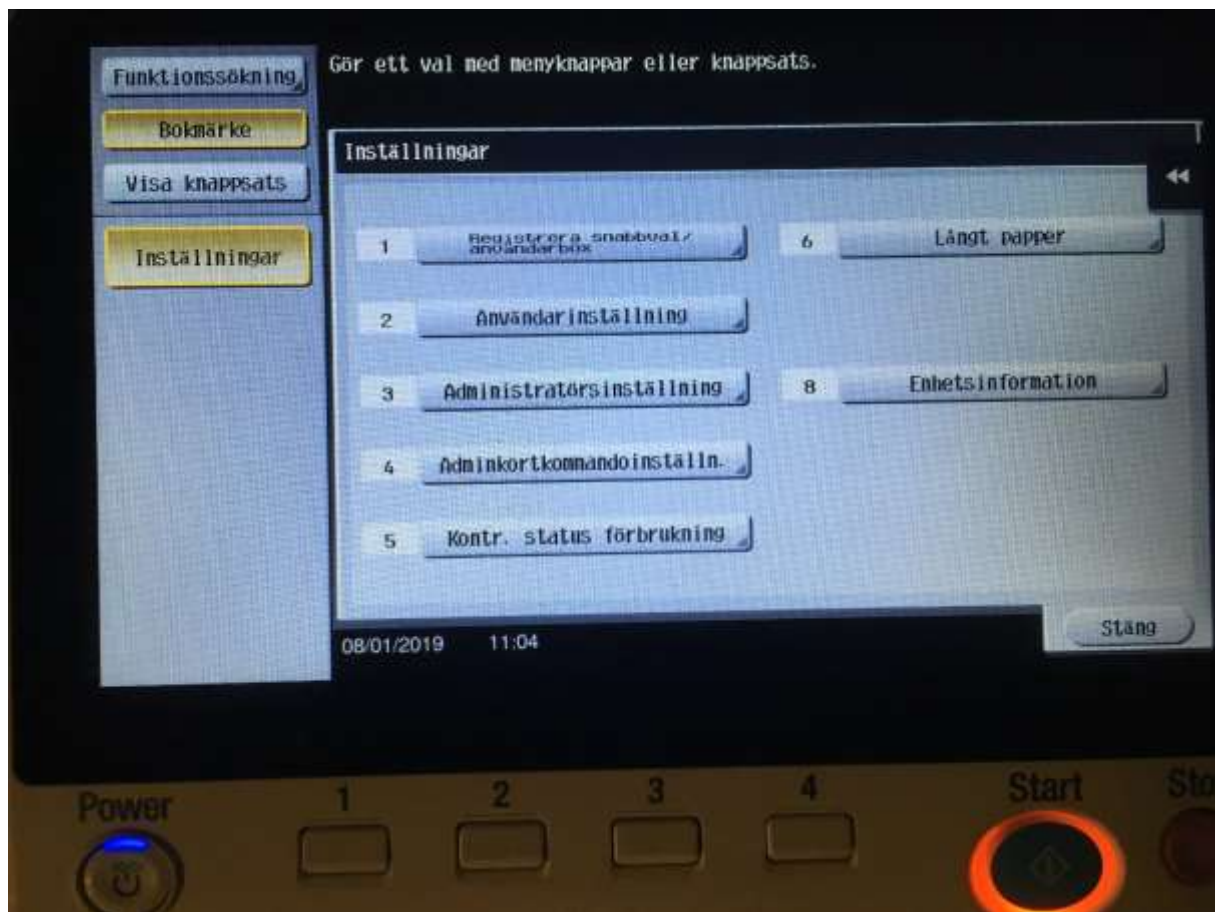 Funktionssökning
Gör ett val med menyknappar eller knappsats.
Bokmärke
Visa knappsats
Inställningar
Inställningar
1 Registrera snabbval/
användarbox
6 Långt papper
2 Användarinställning
3 Administratörsinställning
8 Enhetsinformation
4 Adminkortkommandoinställn.
5 Kontr. status förbrukning
08/01/2019 11:04
Stäng
Power
1
2
3
4
Start
Sto